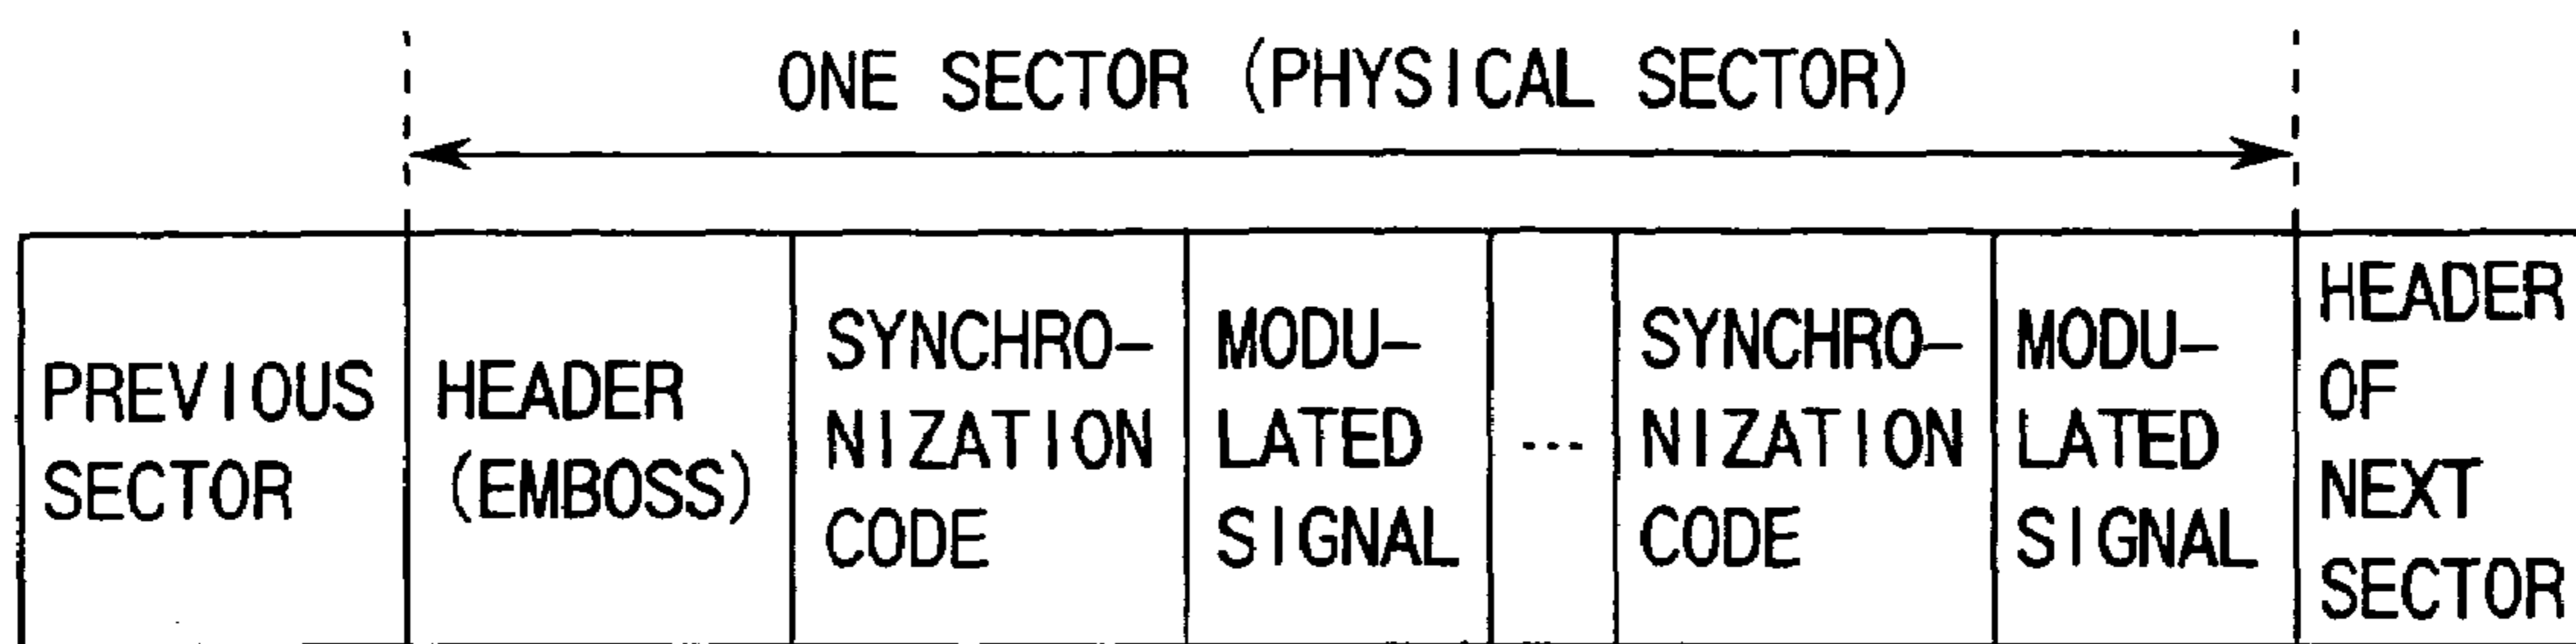 ONE SECTOR (PHYSICAL SECTOR)
PREVIOUS
SECTOR
HEADER
(EMBOSS)
SYNCHRO-
NIZATION
CODE
MODU-
LATED
SIGNAL
...
SYNCHRO-
NIZATION
CODE
MODU-
LATED
SIGNAL
HEADER
OF
NEXT
SECTOR